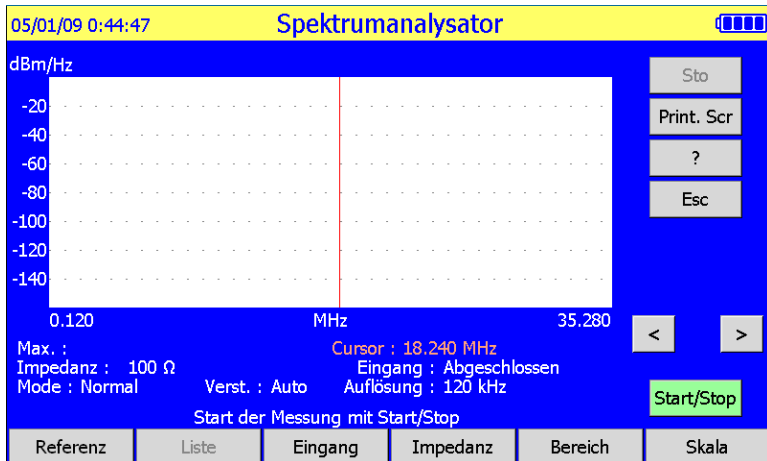 05/01/09 0:44:47 Spektrumanalysator
dBm/Hz
Sto
-20
Print. Scr
-40
-60
?
-80
Esc
-100
-120
-140
0.120 MHz 35.280
< >
Max. : Cursor : 18.240 MHz
Impedanz : 100 Ω Eingang : Abgeschlossen
Mode : Normal Verst. : Auto Auflösung : 120 kHz
Start/Stop
Start der Messung mit Start/Stop
Referenz Liste Eingang Impedanz Bereich Skala